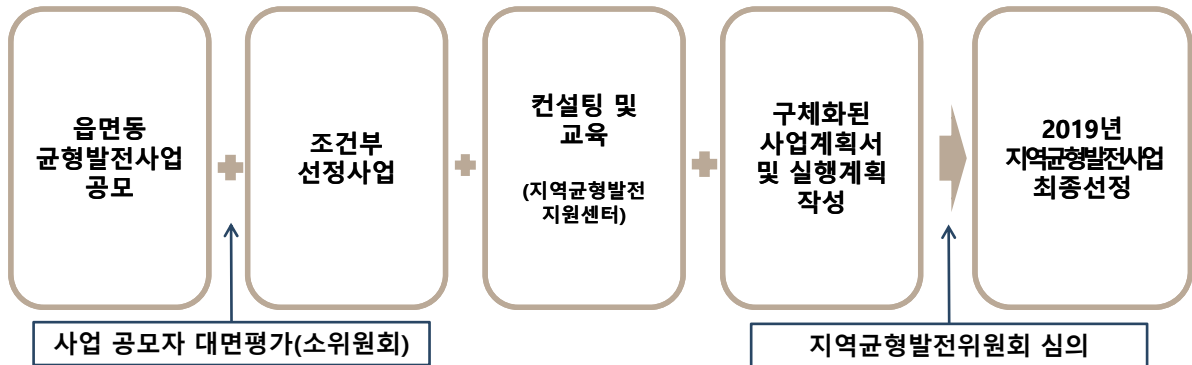 읍면동
균형발전사업
공모
조건부
선정사업
컨설팅 및
교육
(지역균형발전
지원센터)
구체화된
사업계획서
및 실행계획
작성
2019년
지역균형발전사업
최종선정
사업 공모자 대면평가(소위원회)
지역균형발전위원회 심의